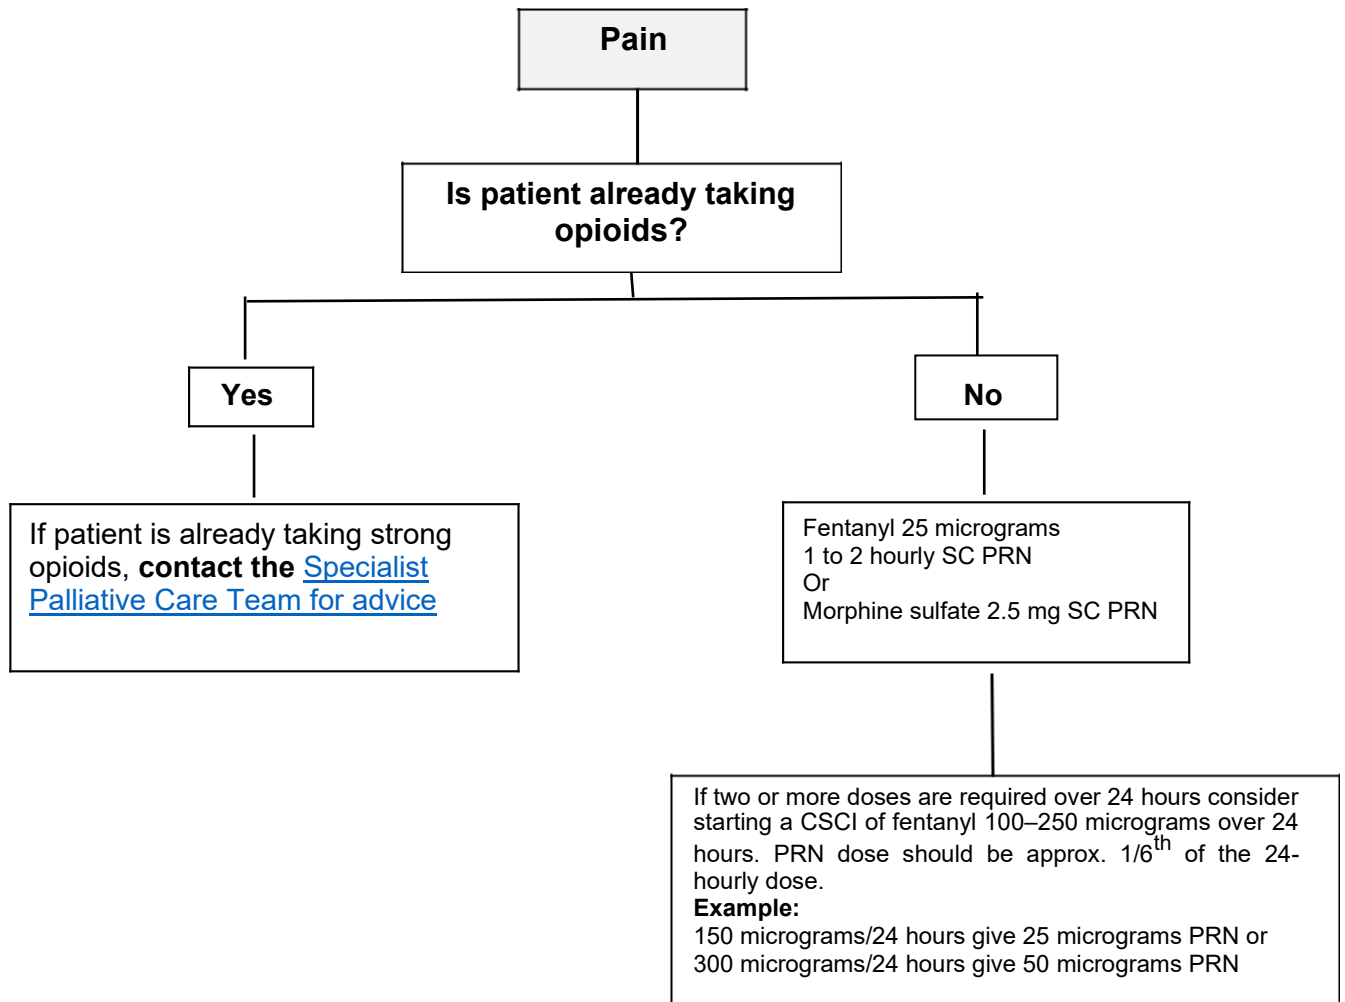 Pain
Is patient already taking
opioids?
Yes
No
If patient is already taking strong
opioids, contact the Specialist
Palliative Care Team for advice
Fentanyl 25 micrograms
1 to 2 hourly SC PRN
Or
Morphine sulfate 2.5 mg SC PRN
If two or more doses are required over 24 hours consider
starting a CSCI of fentanyl 100–250 micrograms over 24
hours. PRN dose should be approx. 1/6th of the 24-
hourly dose.
Example:
150 micrograms/24 hours give 25 micrograms PRN or
300 micrograms/24 hours give 50 micrograms PRN